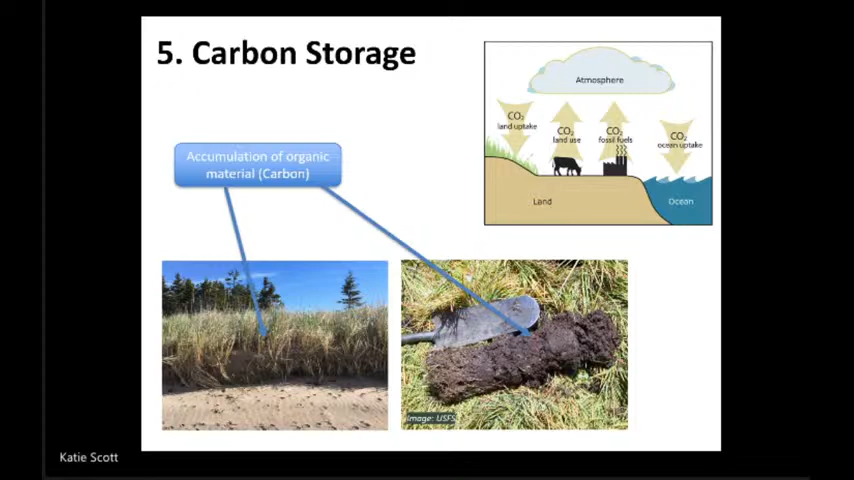 5. Carbon Storage
Atmosphere
CO₂
land uptake
CO₂
land use
CO₂
fossil fuels
CO₂
ocean uptake
Land
Ocean
Accumulation of organic
material (Carbon)
Image: USFS
Katie Scott